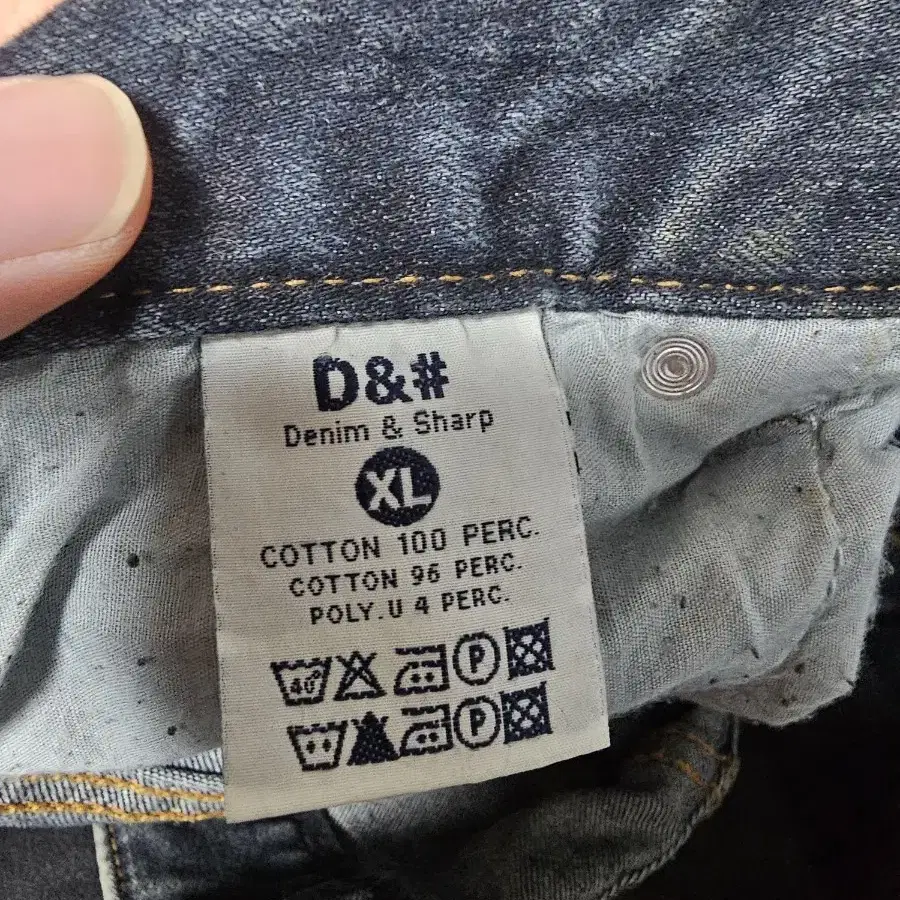 D&#
Denim & Sharp
XL
COTTON 100 PERC.
COTTON 96 PERC.
POLY.U 4 PERC.
40° P
P